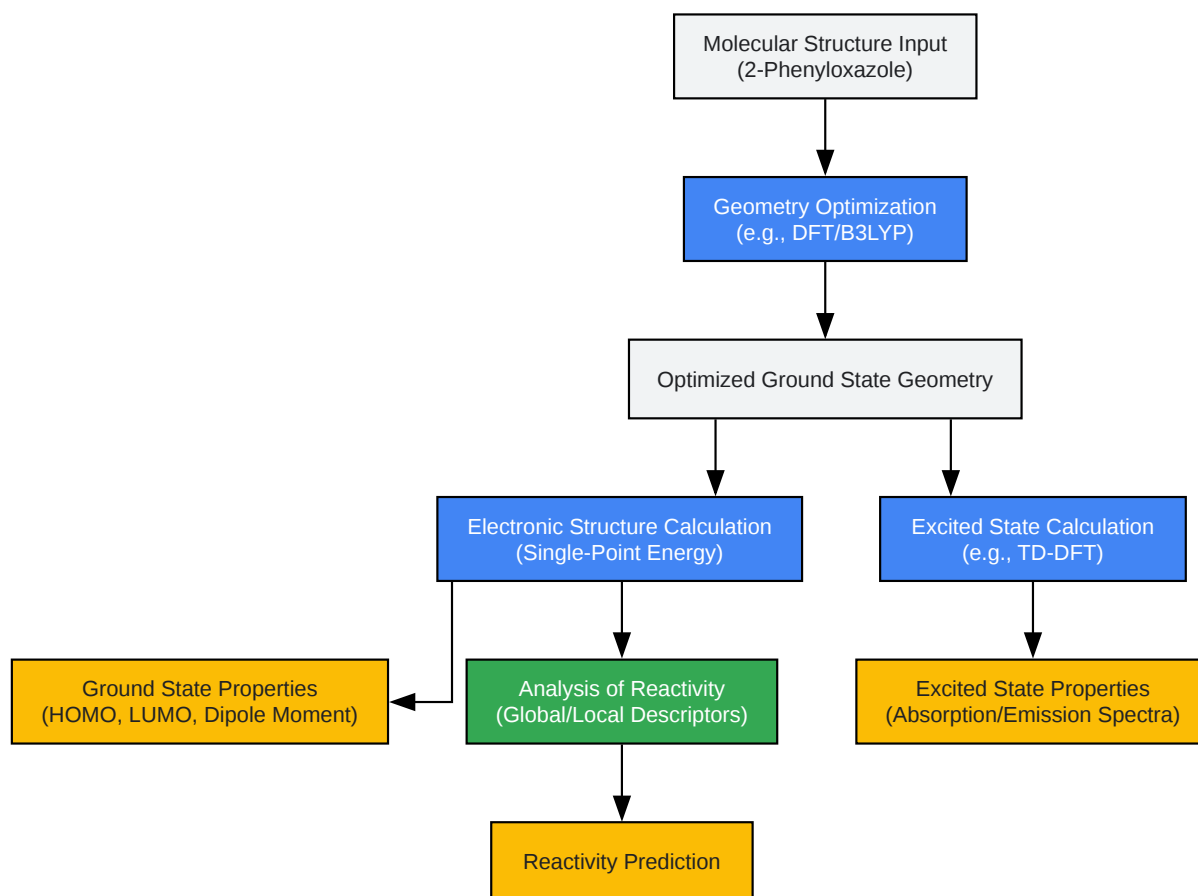 Molecular Structure Input
(2-Phenyloxazole)
Geometry Optimization
(e.g., DFT/B3LYP)
Optimized Ground State Geometry
Electronic Structure Calculation
(Single-Point Energy)
Excited State Calculation
(e.g., TD-DFT)
Ground State Properties
(HOMO, LUMO, Dipole Moment)
Analysis of Reactivity
(Global/Local Descriptors)
Excited State Properties
(Absorption/Emission Spectra)
Reactivity Prediction